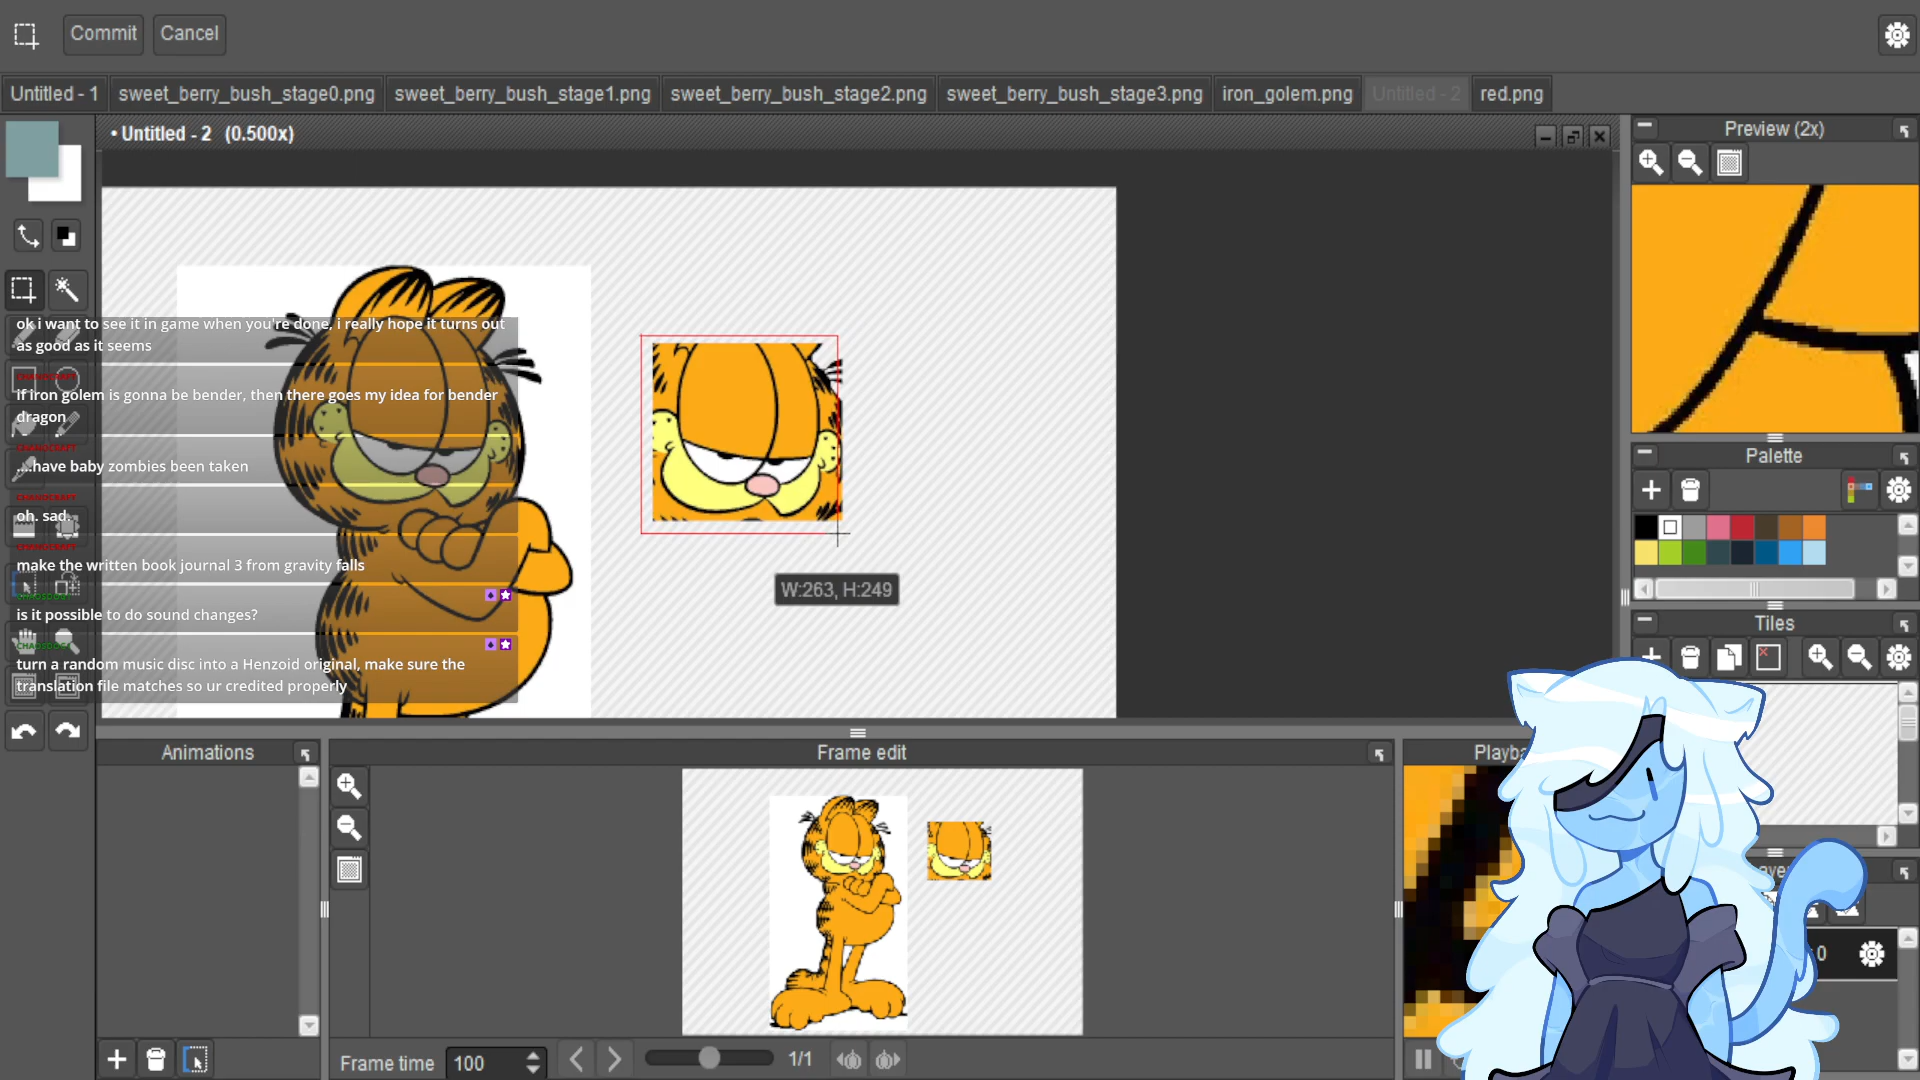 Commit Cancel
Untitled - 1 sweet_berry_bush_stage0.png sweet_berry_bush_stage1.png sweet_berry_bush_stage2.png sweet_berry_bush_stage3.png iron_golem.png Untitled - 2 red.png
• Untitled - 2 (0.500x)
Preview (2x)
ok i want to see it in game when you're done, i really hope it turns out
as good as it seems
if iron golem is gonna be bender, then there goes my idea for bender
dragon
....have baby zombies been taken
oh. sad.
make the written book journal 3 from gravity falls
is it possible to do sound changes?
turn a random music disc into a Henzoid original, make sure the
translation file matches so ur credited properly
W:263, H:249
Palette
Tiles
Animations
Frame edit
Frame time 100
1/1
0